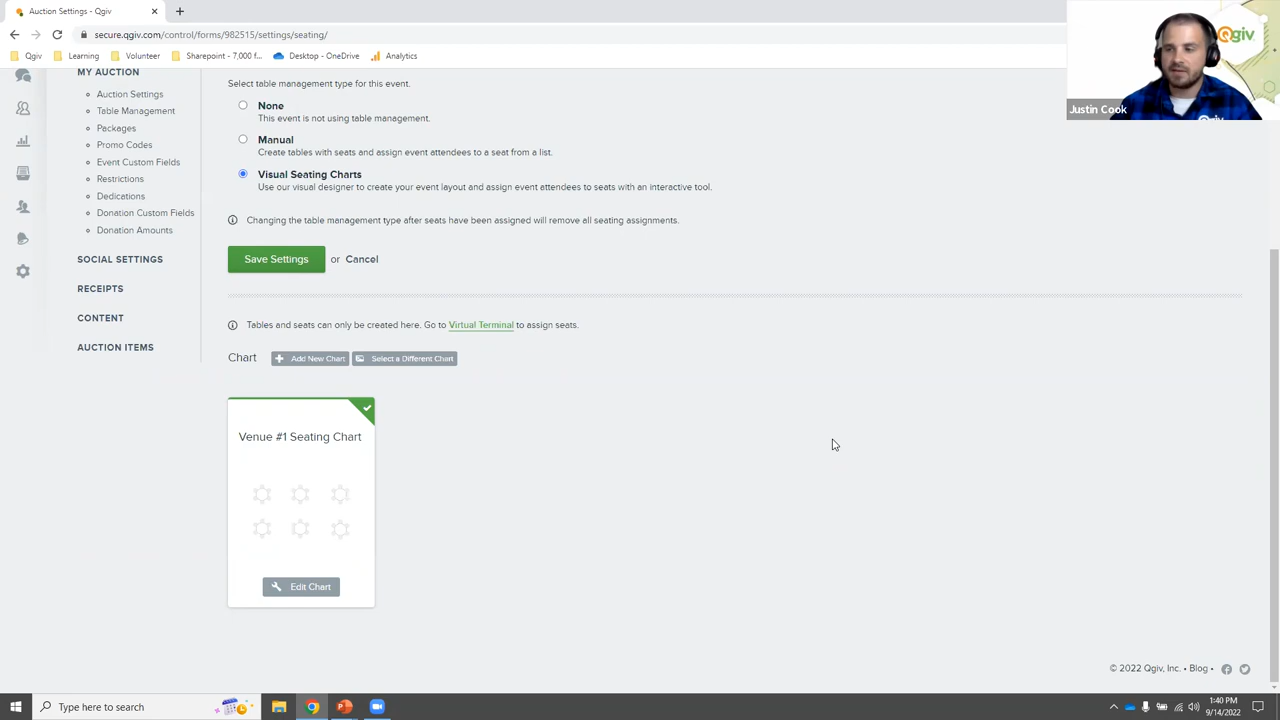 Auction Settings - Qgiv
secure.qgiv.com/control/forms/982515/settings/seating/
Qgiv
Learning
Volunteer
Sharepoint - 7,000 f...
Desktop - OneDrive
Analytics
Qgiv
Justin Cook
MY AUCTION
Auction Settings
Table Management
Packages
Promo Codes
Event Custom Fields
Restrictions
Dedications
Donation Custom Fields
Donation Amounts
SOCIAL SETTINGS
RECEIPTS
CONTENT
AUCTION ITEMS
Select table management type for this event.
None
This event is not using table management.
Manual
Create tables with seats and assign event attendees to a seat from a list.
Visual Seating Charts
Use our visual designer to create your event layout and assign event attendees to seats with an interactive tool.
Changing the table management type after seats have been assigned will remove all seating assignments.
Save Settings or Cancel
Tables and seats can only be created here. Go to Virtual Terminal to assign seats.
Chart Add New Chart Select a Different Chart
Venue #1 Seating Chart
Edit Chart
© 2022 Qgiv, Inc. • Blog •
Type here to search
1:40 PM
9/14/2022